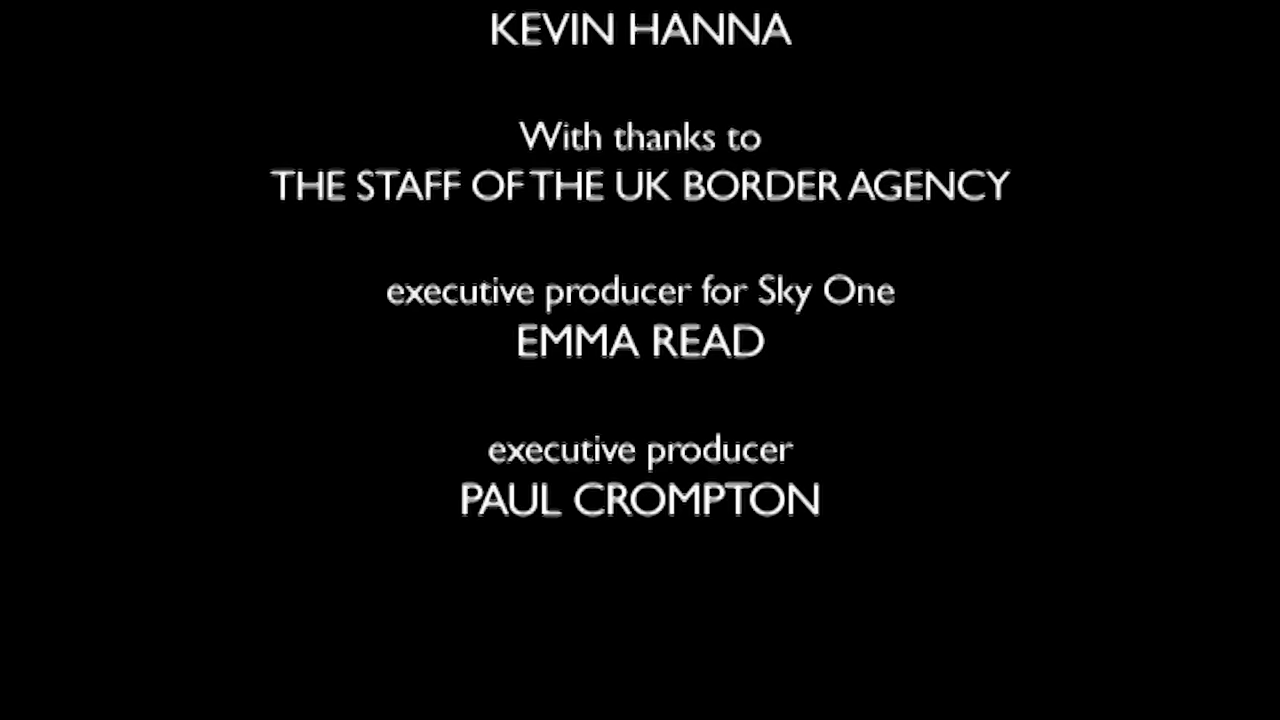 KEVIN HANNA
With thanks to
THE STAFF OF THE UK BORDER AGENCY
executive producer for Sky One
EMMA READ
executive producer
PAUL CROMPTON